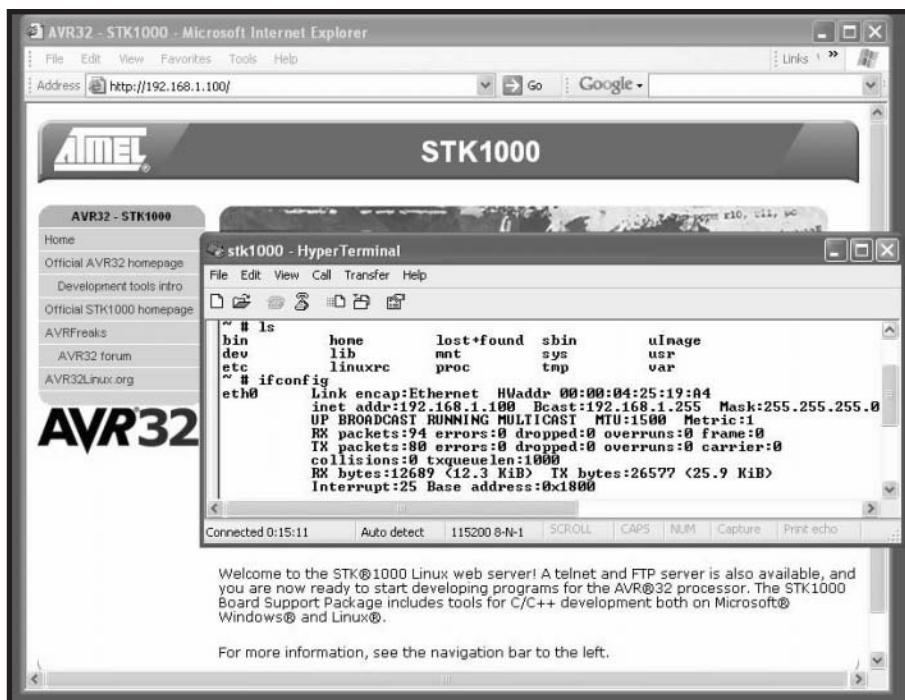 AVR32 - STK1000 - Microsoft Internet Explorer
File Edit View Favorites Tools Help
Links
Address http://192.168.1.100/
Go
Google
ATMEL
STK1000
AVR32 - STK1000
Home
Official AVR32 homepage
Development tools intro
Official STK1000 homepage
AVRFreaks
AVR32 forum
AVR32Linux.org
AVR32
stk1000 - HyperTerminal
File Edit View Call Transfer Help
~ # ls
bin home lost+found sbin uImage
dev lib mnt sys usr
etc linuxrc proc tmp var
~ # ifconfig
eth0 Link encap:Ethernet HWaddr 00:00:04:25:19:A4
inet addr:192.168.1.100 Bcast:192.168.1.255 Mask:255.255.255.0
UP BROADCAST RUNNING MULTICAST MTU:1500 Metric:1
RX packets:94 errors:0 dropped:0 overruns:0 frame:0
TX packets:80 errors:0 dropped:0 overruns:0 carrier:0
collisions:0 txqueuelen:1000
RX bytes:12689 (12.3 KiB) TX bytes:26577 (25.9 KiB)
Interrupt:25 Base address:0x1800
Connected 0:15:11 Auto detect 115200 8-N-1 SCROLL CAPS NUM Capture Print echo
Welcome to the STK®1000 Linux web server! A telnet and FTP server is also available, and
you are now ready to start developing programs for the AVR®32 processor. The STK1000
Board Support Package includes tools for C/C++ development both on Microsoft®
Windows® and Linux®.
For more information, see the navigation bar to the left.